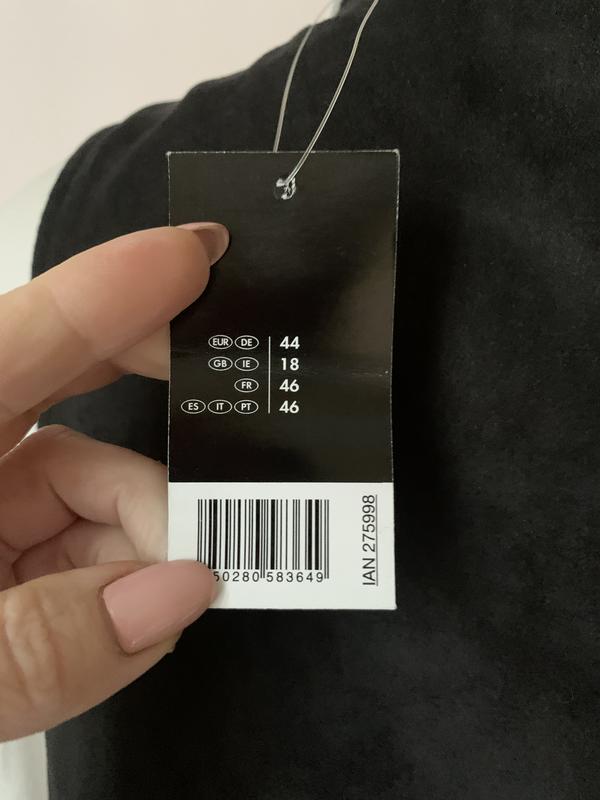 EUR DE 44
GB IE 18
FR 46
ES IT PT 46
50280 583649
IAN 275998